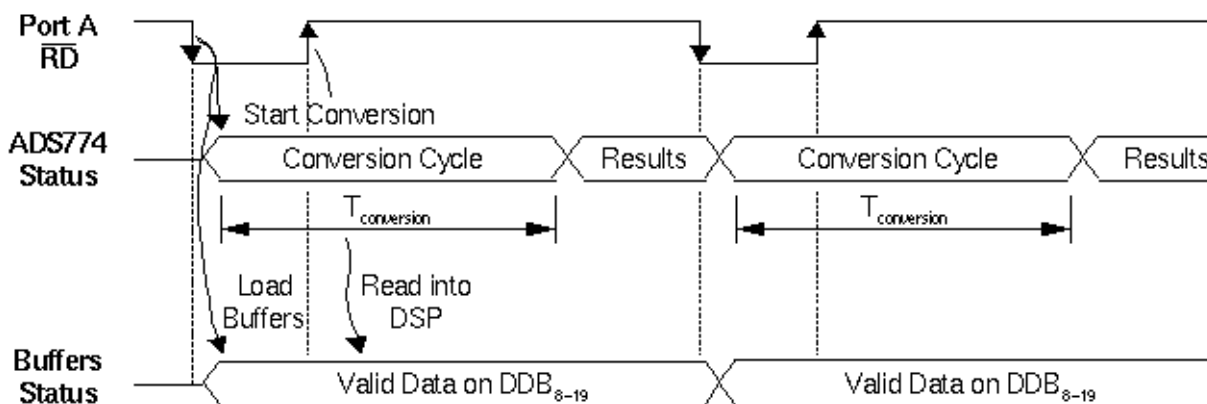 Port A
RD
Start Conversion
ADS774
Status
Conversion Cycle
Results
Conversion Cycle
Results
Tconversion
Tconversion
Load
Buffers
Read into
DSP
Buffers
Status
Valid Data on DDB8–19
Valid Data on DDB8–19